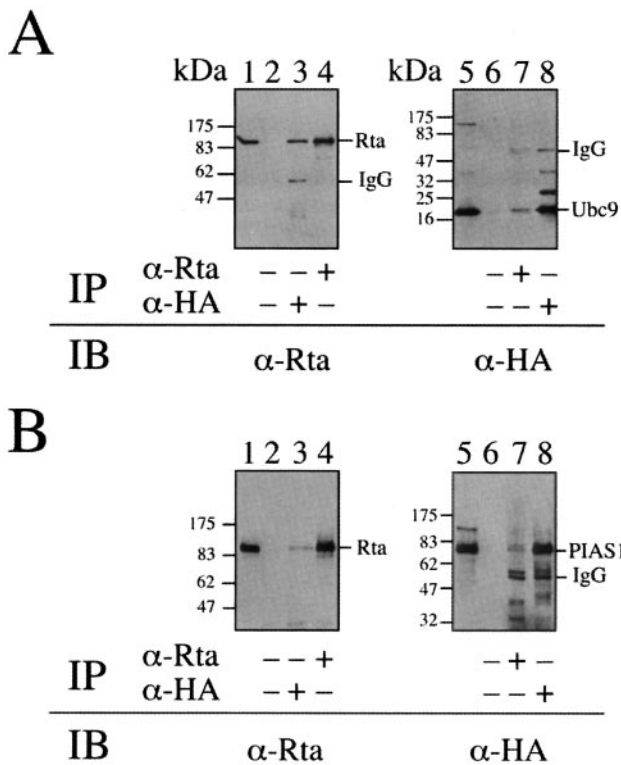 A
kDa 1 2 3 4 kDa 5 6 7 8
175
83
62
47
Rta
IgG
175
83
47
32
25
16
IgG
Ubc9
IP
α-Rta – – + – + –
α-HA – + – – – +
IB α-Rta α-HA
B
1 2 3 4 5 6 7 8
175
83
62
47
Rta
175
83
62
47
32
PIAS1
IgG
IP
α-Rta – – + – + –
α-HA – + – – – +
IB α-Rta α-HA